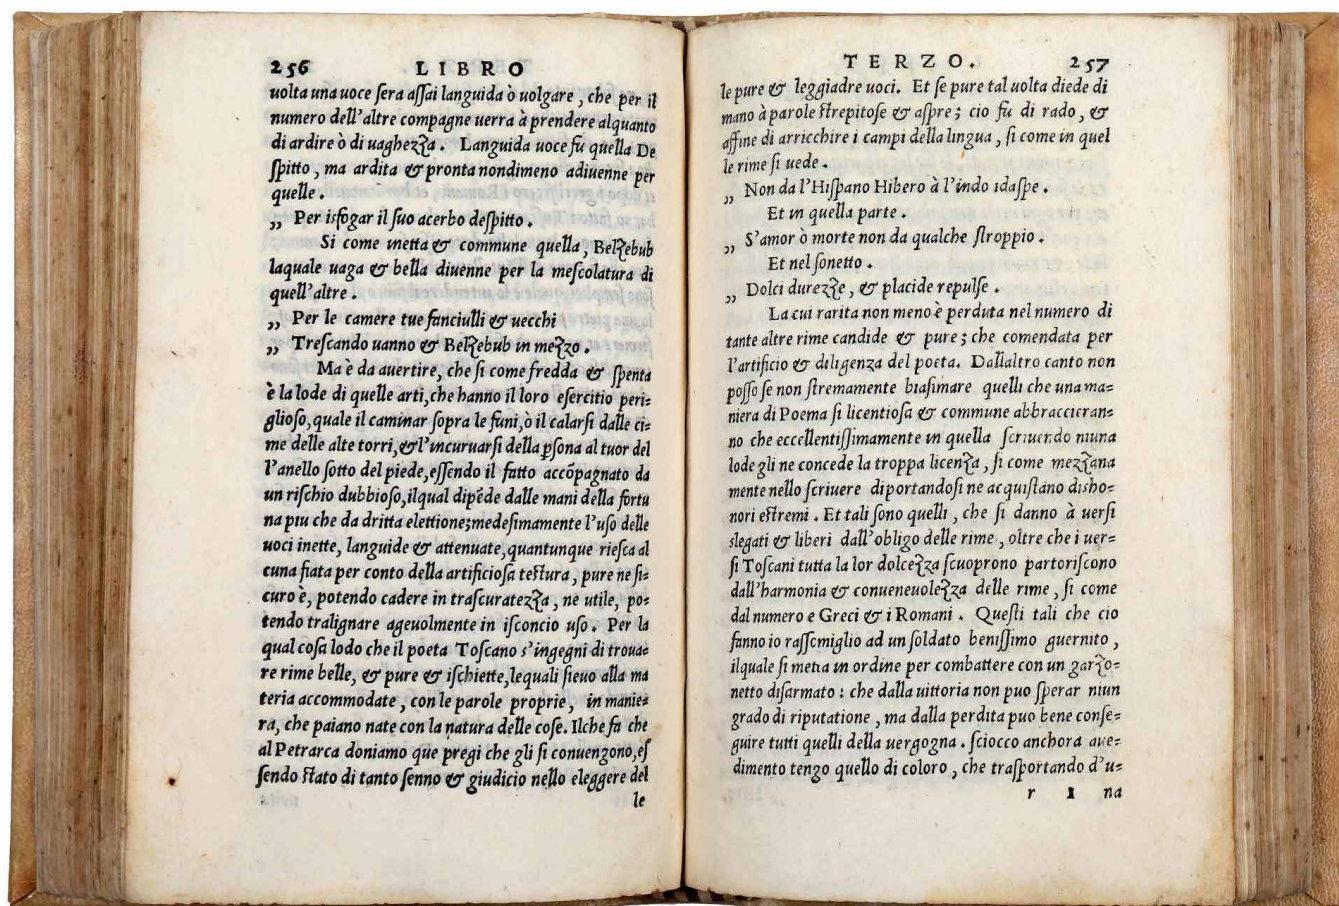 256 LIBRO
uolta una uoce ſera aſſai languida ò uolgare, che per il
numero dell'altre compagne uerra à prendere alquanto
di ardire ò di uaghezza. Languida uoce fu quella De
ſpitto, ma ardita & pronta nondimeno adiuenne per
quelle.
„ Per isfogar il ſuo acerbo deſpitto.
Si come inetta & commune quella, Belzebub
laquale uaga & bella diuenne per la meſcolatura di
quell'altre.
„ Per le camere tue fanciulli & uecchi
„ Treſcando uanno & Belzebub in mezzo.
Ma è da auertire, che ſi come fredda & ſpenta
è la lode di quelle arti, che hanno il loro eſercitio peri=
glioſo, quale il caminar ſopra le funi, ò il calarſi dalle ci=
me delle alte torri, & l'incuruarſi della pſona al tuor del
l'anello ſotto del piede, eſſendo il fatto accõpagnato da
un riſchio dubbioſo, ilqual dipẽde dalle mani della fortu
na piu che da dritta elettione; medeſimamente l'uſo delle
uoci inette, languide & attenuate, quantunque rieſca al
cuna fiata per conto della artificioſa teſtura, pure ne ſi=
curo è, potendo cadere in traſcuratezza, ne utile, po=
tendo tralignare ageuolmente in iſconcio uſo. Per la
qual coſa lodo che il poeta Toſcano s'ingegni di troua=
re rime belle, & pure & iſchiette, lequali ſieuo alla ma
teria accommodate, con le parole proprie, in manie=
ra, che paiano nate con la natura delle coſe. Ilche fa che
al Petrarca doniamo que pregi che gli ſi conuengono, eſ
ſendo ſtato di tanto ſenno & giudicio nello eleggere del
le
TERZO. 257
le pure & leggiadre uoci. Et ſe pure tal uolta diede di
mano à parole ſtrepitoſe & aſpre; cio fu di rado, &
affine di arricchire i campi della lingua, ſi come in quel
le rime ſi uede.
„ Non da l'Hiſpano Hibero à l'indo idaſpe.
Et in quella parte.
„ S'amor ò morte non da qualche ſtroppio.
Et nel ſonetto.
„ Dolci durezze, & placide repulſe.
La cui rarita non meno è perduta nel numero di
tante altre rime candide & pure; che comendata per
l'artificio & diligenza del poeta. Dallaltro canto non
poſſo ſe non ſtremamente biaſimare quelli che una ma=
niera di Poema ſi licentioſa & commune abbraccieran=
no che eccellentiſſimamente in quella ſcriuendo niuna
lode gli ne concede la troppa licenza, ſi come mezzana
mente nello ſcriuere diportandoſi ne acquiſtano disho=
nori eſtremi. Et tali ſono quelli, che ſi danno à uerſi
slegati & liberi dall'obligo delle rime, oltre che i uer=
ſi Toſcani tutta la lor dolcezza ſcuoprono partoriſcono
dall'harmonia & conueneuolezza delle rime, ſi come
dal numero e Greci & i Romani. Queſti tali che cio
fanno io raſſemiglio ad un ſoldato beniſſimo guernito,
ilquale ſi metta in ordine per combattere con un garzo=
netto diſarmato: che dalla uittoria non puo ſperar niun
grado di riputatione, ma dalla perdita puo bene conſe=
guire tutti quelli della uergogna. ſciocco anchora aue=
dimento tengo quello di coloro, che traſportando d'u=
r I na